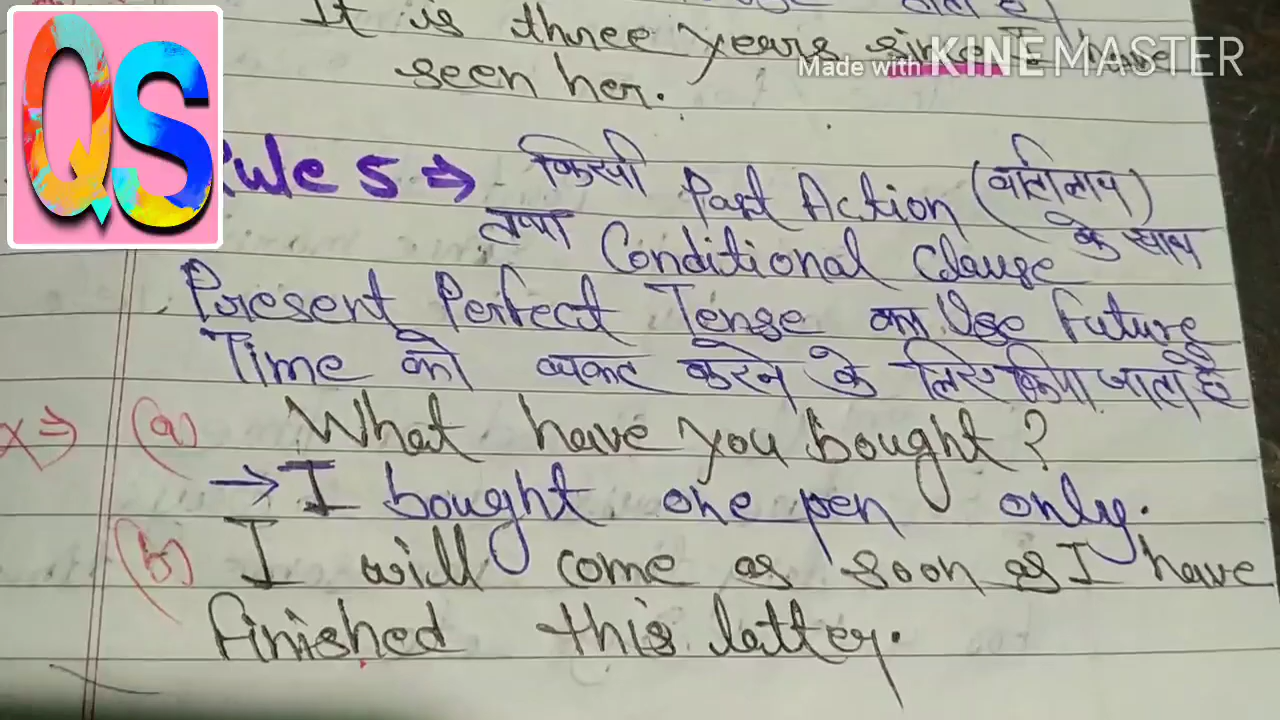 It is three years since I have
Made with KINEMASTER
seen her.
QS
Rule 5 ⇒ किसी Past Action (वार्तालाप)
तथा Conditional Clause के साथ
Present Perfect Tense का Use Future
Time को व्यक्त करने के लिए किया जाता है
Ex ⇒ (a) What have you bought?
→ I bought one pen only.
(b) I will come as soon as I have
finished this letter.